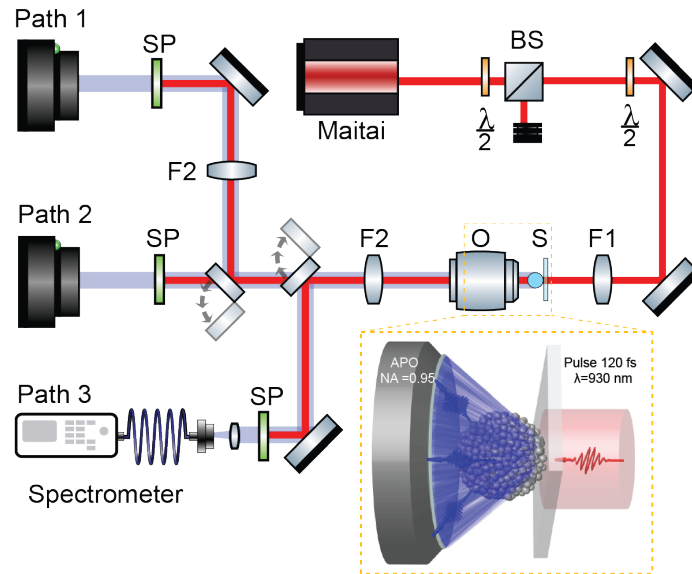 Path 1
SP
BS
Maitai
λ
2
λ
2
F2
Path 2
SP
F2
O
S
F1
Path 3
SP
Spectrometer
APO
NA =0.95
Pulse 120 fs
λ=930 nm